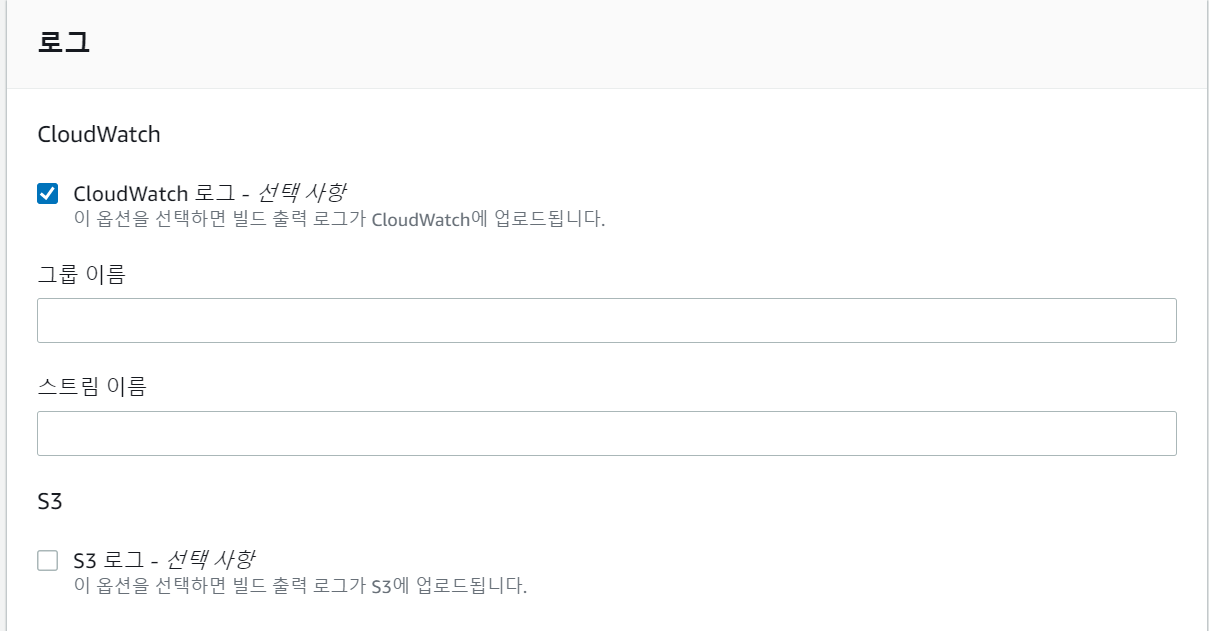 로그
CloudWatch
CloudWatch 로그 - 선택 사항
이 옵션을 선택하면 빌드 출력 로그가 CloudWatch에 업로드됩니다.
그룹 이름
스트림 이름
S3
S3 로그 - 선택 사항
이 옵션을 선택하면 빌드 출력 로그가 S3에 업로드됩니다.